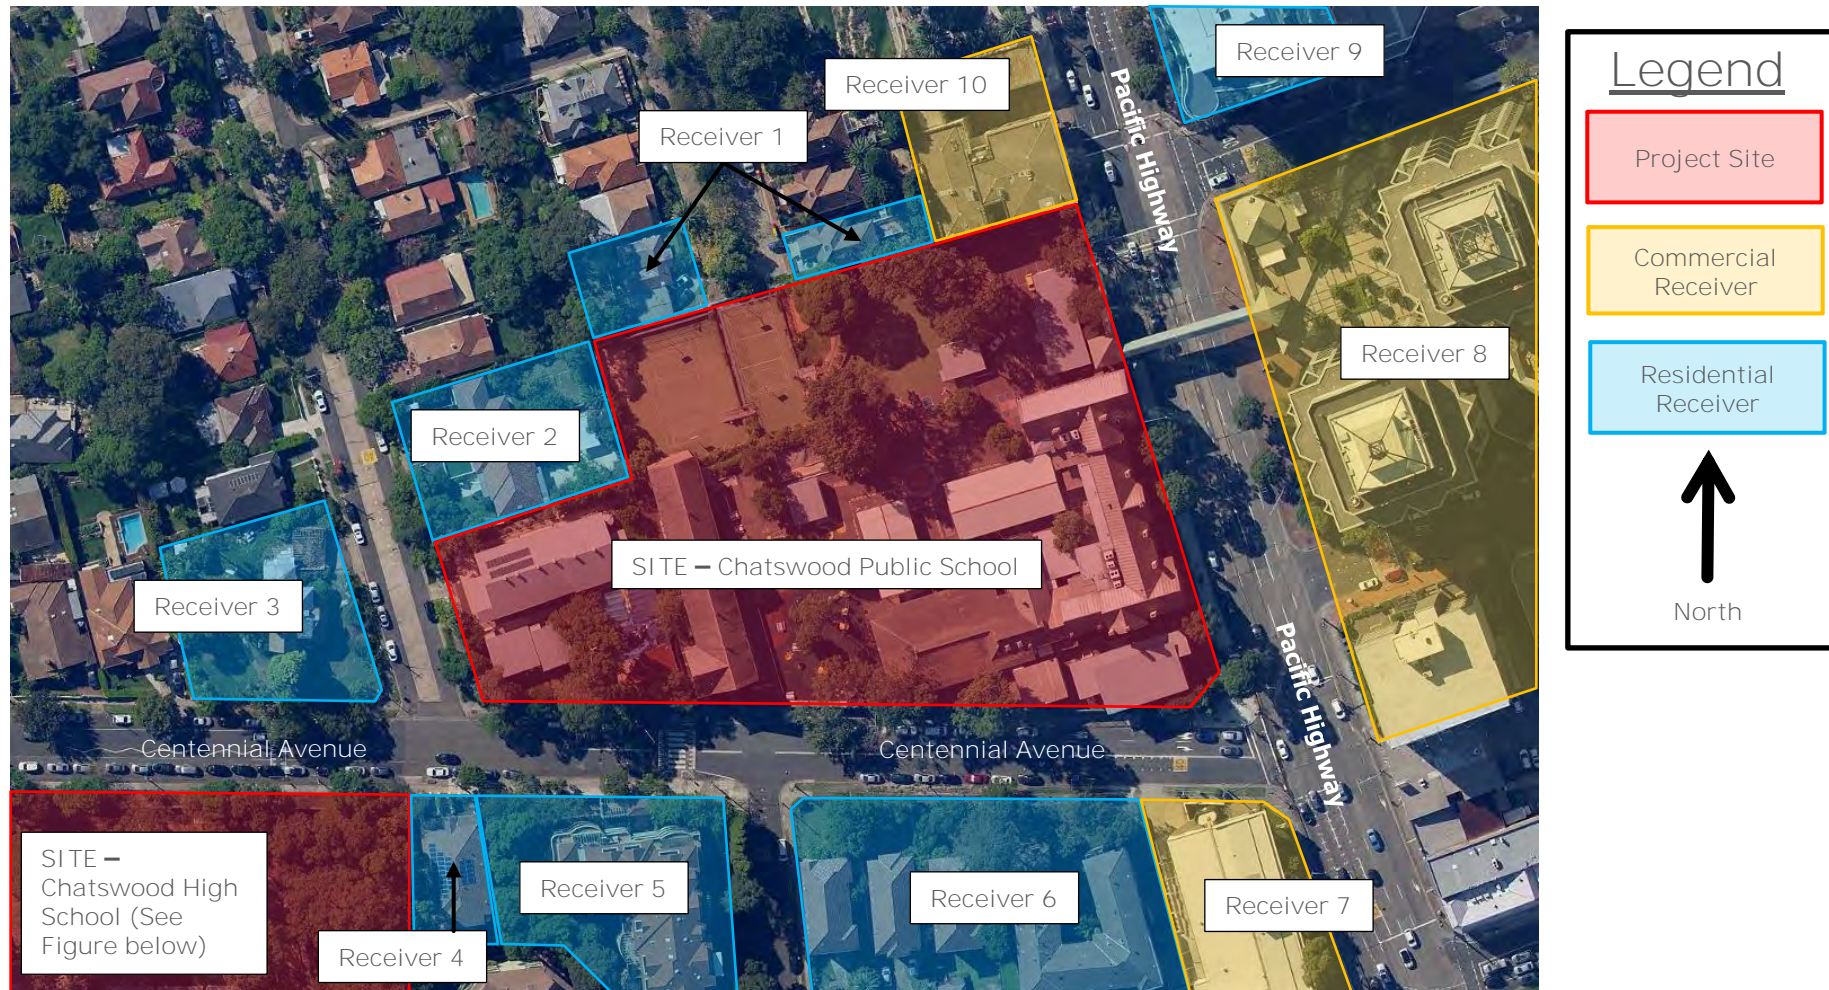 Receiver 9
Receiver 10
Receiver 1
Pacific Highway
Receiver 8
Receiver 2
SITE – Chatswood Public School
Receiver 3
Pacific Highway
Centennial Avenue
Centennial Avenue
SITE –
Chatswood High
School (See
Figure below)
Receiver 4
Receiver 5
Receiver 6
Receiver 7
Legend
Project Site
Commercial
Receiver
Residential
Receiver
North